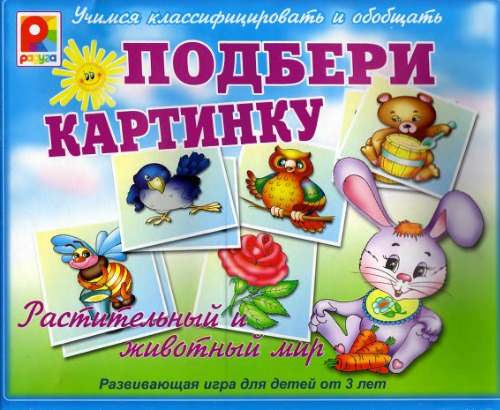 Учимся классифицировать и обобщать
радуга
ПОДБЕРИ
КАРТИНКУ
Растительный и
животный мир
Развивающая игра для детей от 3 лет